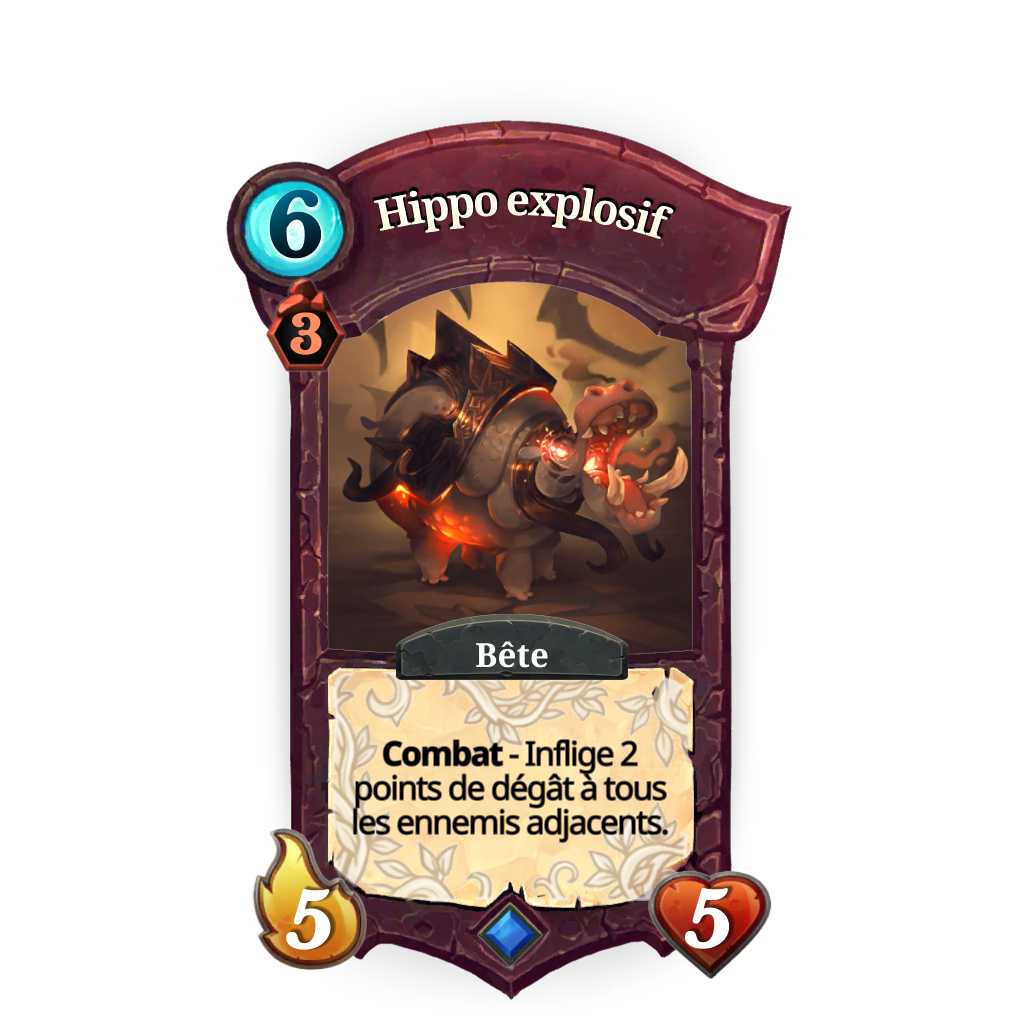 6
Hippo explosif
3
Bête
Combat - Inflige 2
points de dégât à tous
les ennemis adjacents.
5
5